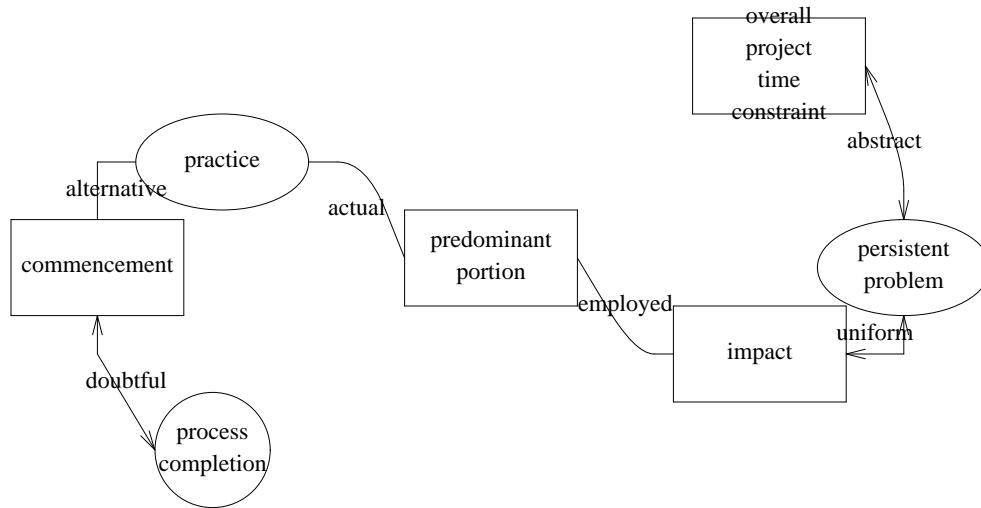 overall
project
time
constraint
abstract
practice
alternative
actual
predominant
portion
persistent
problem
commencement
employed
uniform
impact
doubtful
process
completion